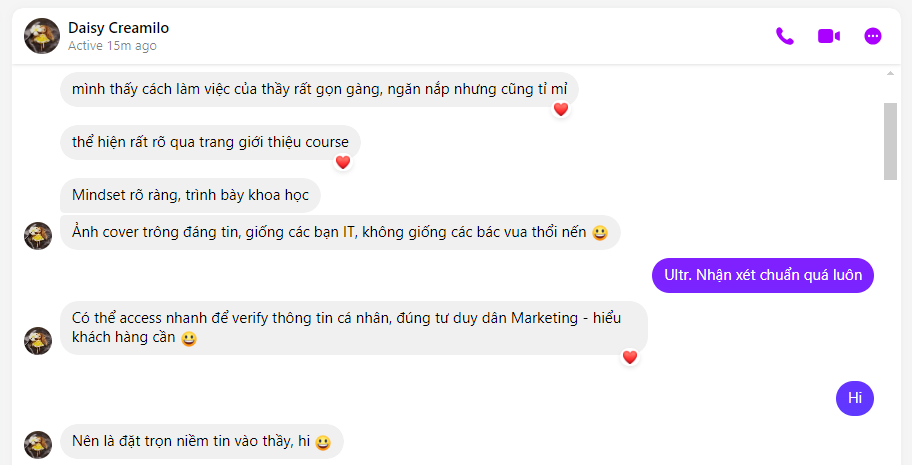 Daisy Creamilo
Active 15m ago
mình thấy cách làm việc của thầy rất gọn gàng, ngăn nắp nhưng cũng tỉ mỉ
thể hiện rất rõ qua trang giới thiệu course
Mindset rõ ràng, trình bày khoa học
Ảnh cover trông đáng tin, giống các bạn IT, không giống các bác vua thổi nến 😃
Ultr. Nhận xét chuẩn quá luôn
Có thể access nhanh để verify thông tin cá nhân, đúng tư duy dân Marketing - hiểu
khách hàng cần 😃
Hi
Nên là đặt trọn niềm tin vào thầy, hi 😃